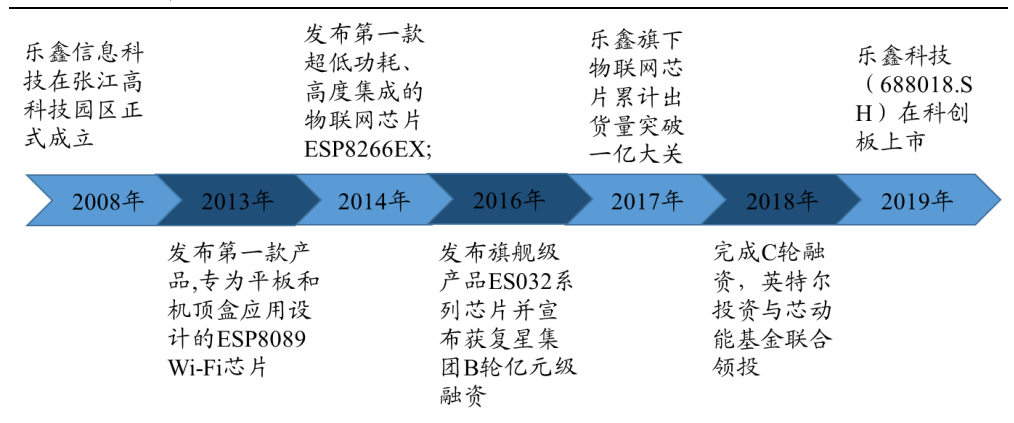 乐鑫信息科
技在张江高
科技园区正
式成立
发布第一款
超低功耗、
高度集成的
物联网芯片
ESP8266EX;
乐鑫旗下
物联网芯
片累计出
货量突破
一亿大关
乐鑫科技
（688018.S
H）在科创
板上市
2008年
2013年
2014年
2016年
2017年
2018年
2019年
发布第一款产
品,专为平板和
机顶盒应用设
计的ESP8089
Wi-Fi芯片
发布旗舰级
产品ES032系
列芯片并宣
布获复星集
团B轮亿元级
融资
完成C轮融
资，英特尔
投资与芯动
能基金联合
领投